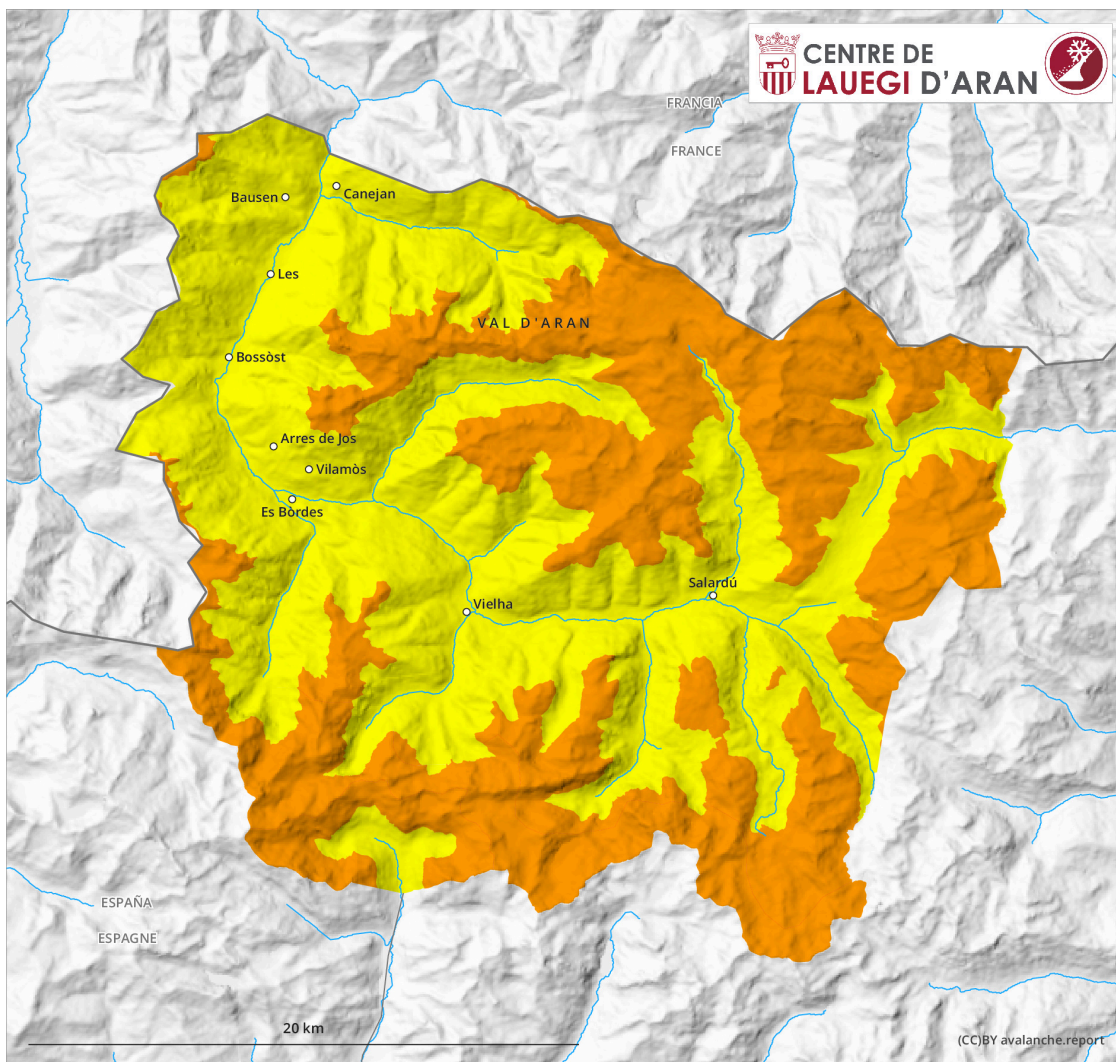 CENTRE DE
LAUEGI D'ARAN
FRANCIA
FRANCE
Bausen
Canejan
Les
VAL D'ARAN
Bossòst
Arres de Jos
Vilamòs
Es Bòrdes
Salardú
Vielha
ESPAÑA
ESPAGNE
20 km
(CC)BY avalanche.report